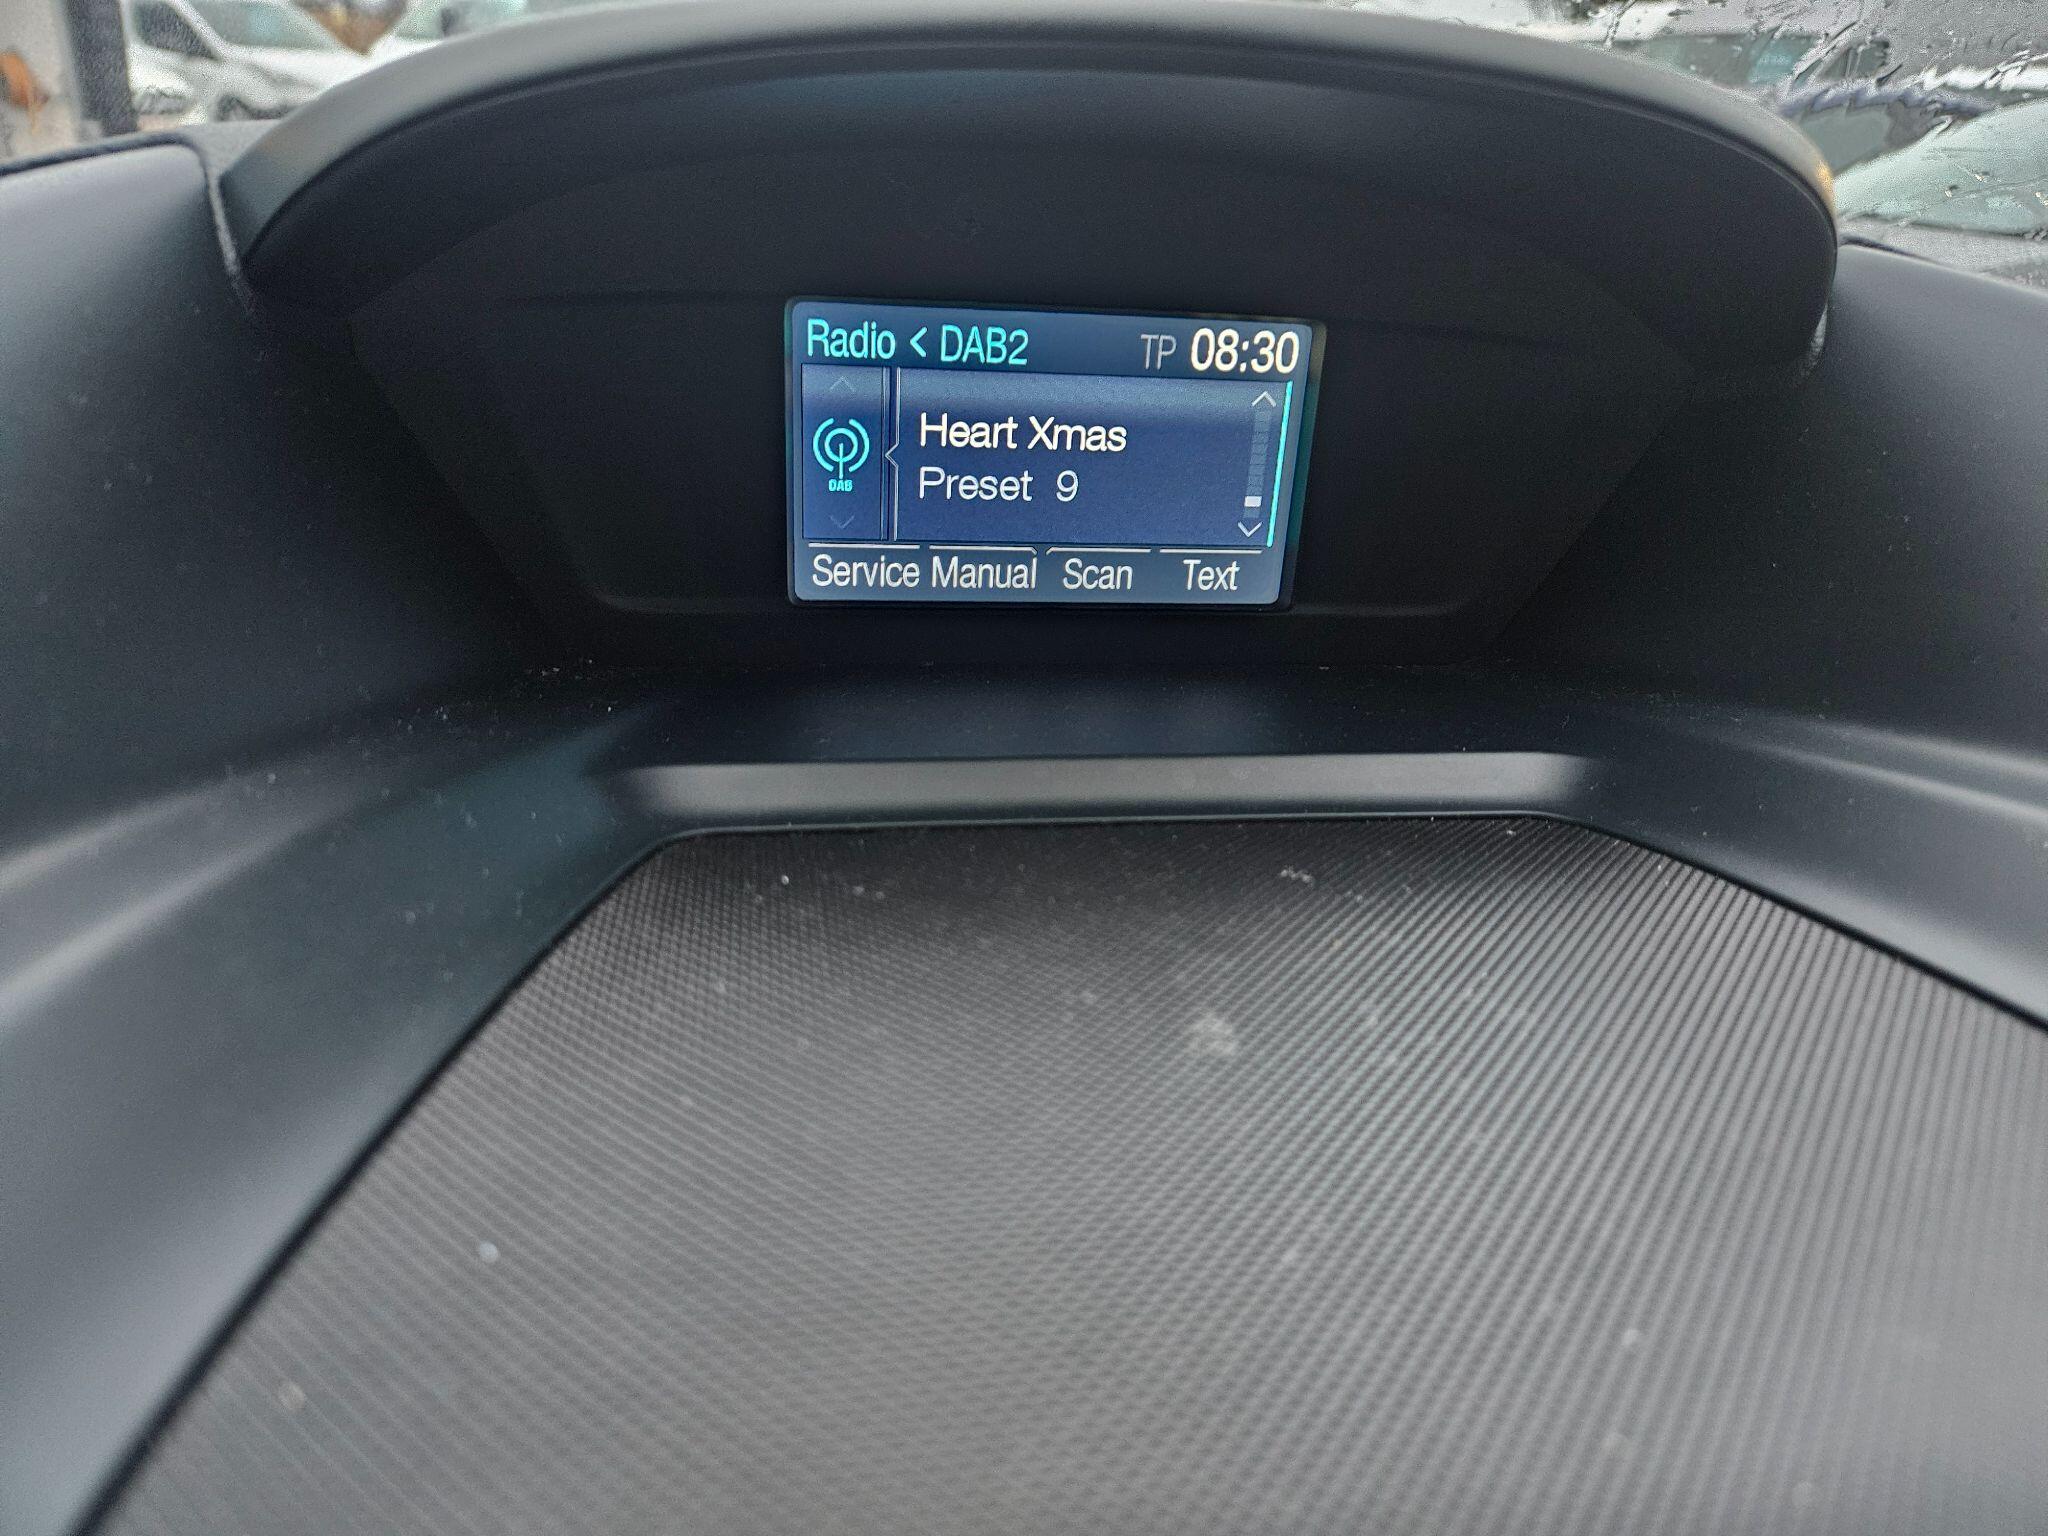 Radio < DAB2 TP 08:30
DAB
Heart Xmas
Preset 9
Service Manual Scan Text